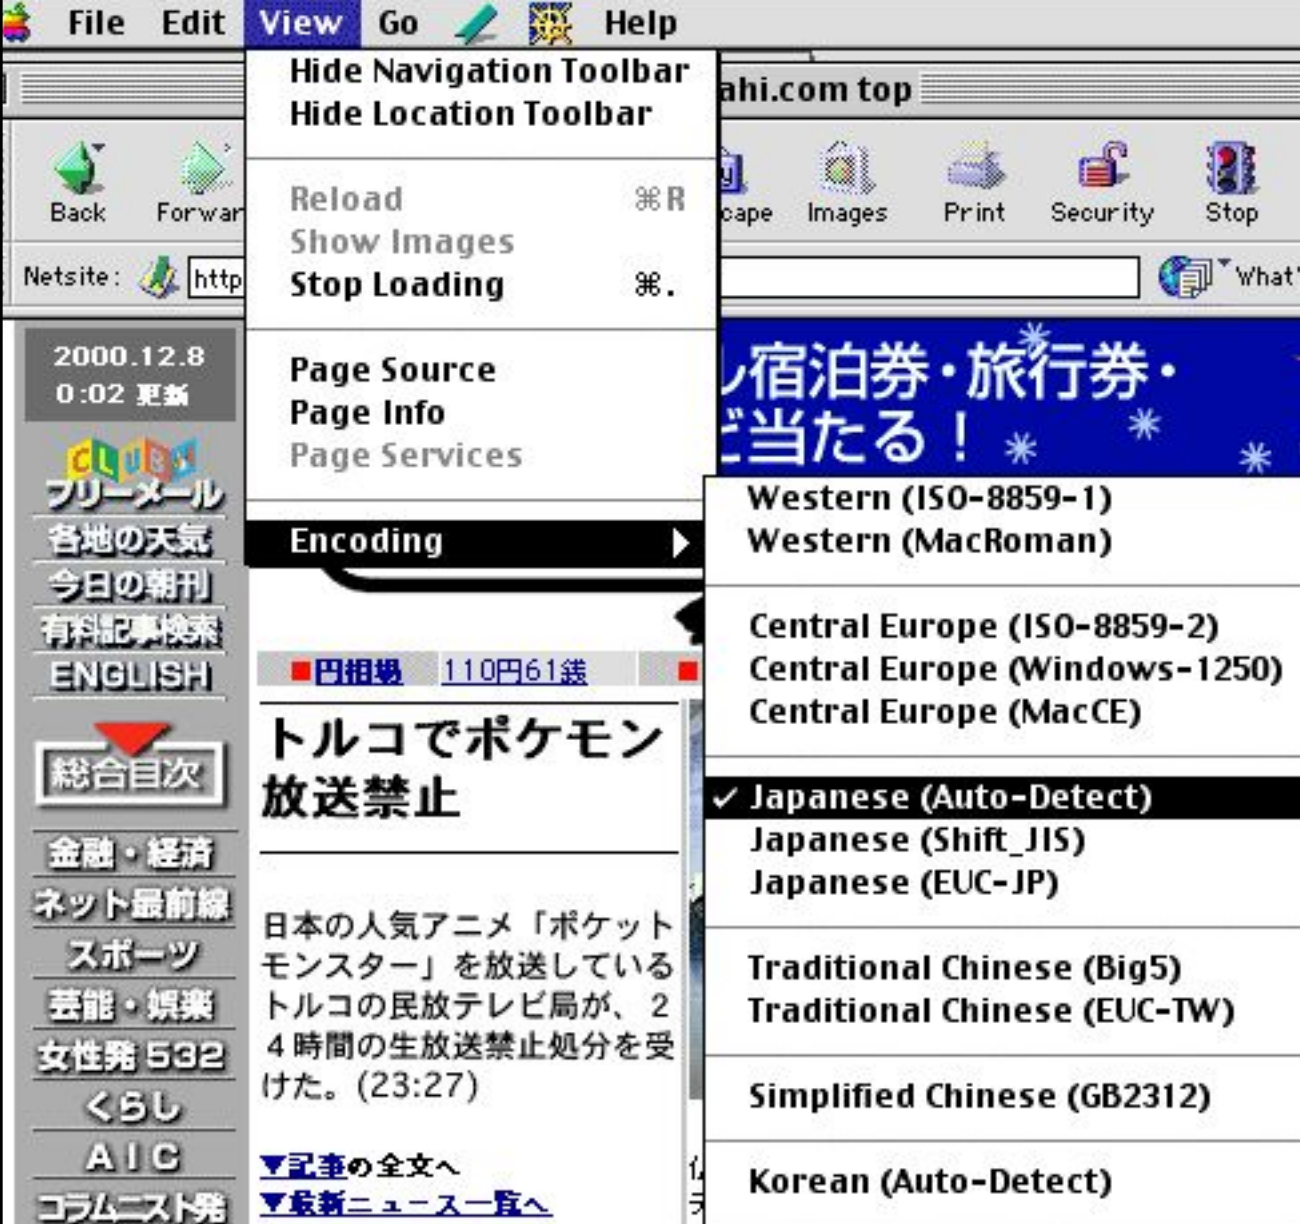 File Edit View Go Help
ahi.com top
Hide Navigation Toolbar
Hide Location Toolbar
Reload ⌘R
Show Images
Stop Loading ⌘.
Page Source
Page Info
Page Services
Encoding
Back
Forwar
cape
Images
Print
Security
Stop
Netsite:
http
What'
2000.12.8
0:02 更新
CLUB
フリーメール
各地の天気
今日の朝刊
有料記事検索
ENGLISH
総合目次
金融・経済
ネット最前線
スポーツ
芸能・娯楽
女性発 532
くらし
AIC
コラムニスト発
ル宿泊券・旅行券・
ど当たる！
■円相場 110円61銭 ■
トルコでポケモン
放送禁止
日本の人気アニメ「ポケット
モンスター」を放送している
トルコの民放テレビ局が、２
４時間の生放送禁止処分を受
けた。(23:27)
▼記事の全文へ
▼最新ニュース一覧へ
Western (ISO-8859-1)
Western (MacRoman)
Central Europe (ISO-8859-2)
Central Europe (Windows-1250)
Central Europe (MacCE)
✓ Japanese (Auto-Detect)
Japanese (Shift_JIS)
Japanese (EUC-JP)
Traditional Chinese (Big5)
Traditional Chinese (EUC-TW)
Simplified Chinese (GB2312)
Korean (Auto-Detect)